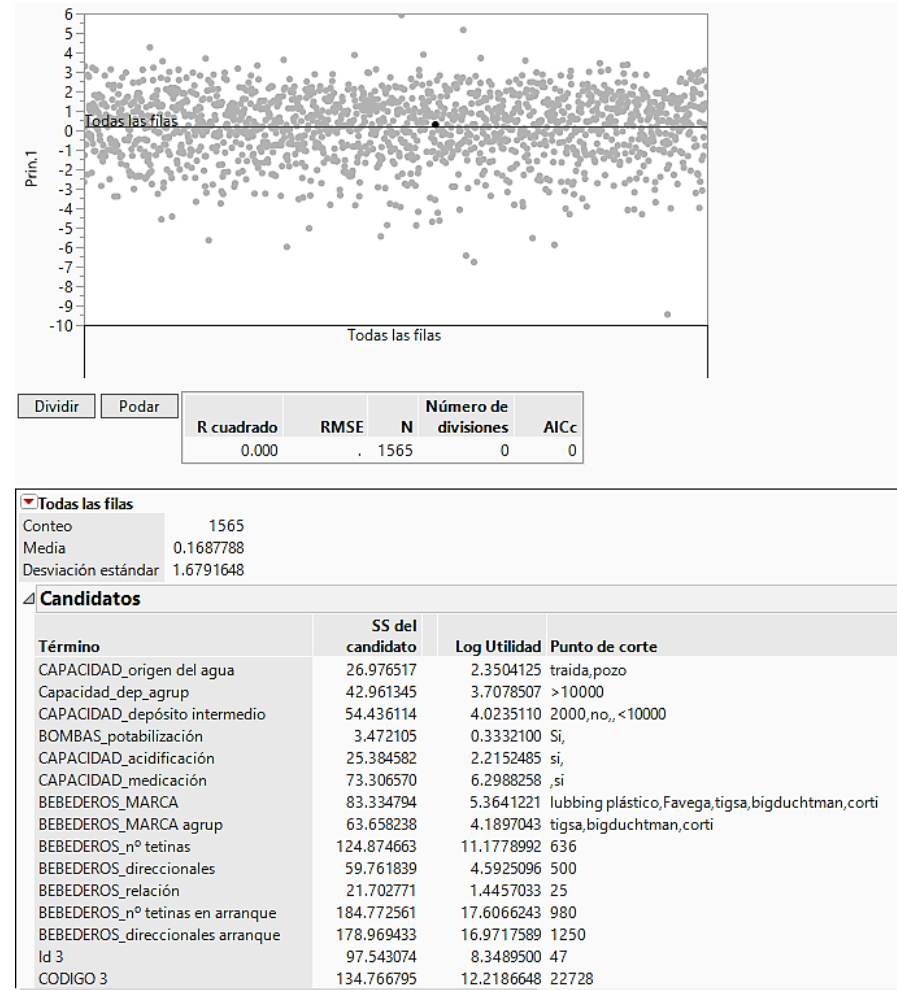 6
5
4
3
2
1
0
-1
-2
-3
-4
-5
-6
-7
-8
-9
-10
Prin.1
Todas las filas
Todas las filas
Dividir Podar
R cuadrado RMSE N Número de divisiones AICc
0.000 . 1565 0 0
Todas las filas
Conteo 1565
Media 0.1687788
Desviación estándar 1.6791648
Candidatos
Término SS del candidato Log Utilidad Punto de corte
CAPACIDAD_origen del agua 26.976517 2.3504125 traida,pozo
Capacidad_dep_agrup 42.961345 3.7078507 >10000
CAPACIDAD_depósito intermedio 54.436114 4.0235110 2000,no,,<10000
BOMBAS_potabilización 3.472105 0.3332100 Si,
CAPACIDAD_acidificación 25.384582 2.2152485 si,
CAPACIDAD_medicación 73.306570 6.2988258 ,si
BEBEDEROS_MARCA 83.334794 5.3641221 lubbing plástico,Favega,tigsa,bigduchtman,corti
BEBEDEROS_MARCA agrup 63.658238 4.1897043 tigsa,bigduchtman,corti
BEBEDEROS_nº tetinas 124.874663 11.1778992 636
BEBEDEROS_direccionales 59.761839 4.5925096 500
BEBEDEROS_relación 21.702771 1.4457033 25
BEBEDEROS_nº tetinas en arranque 184.772561 17.6066243 980
BEBEDEROS_direccionales arranque 178.969433 16.9717589 1250
Id 3 97.543074 8.3489500 47
CODIGO 3 134.766795 12.2186648 22728